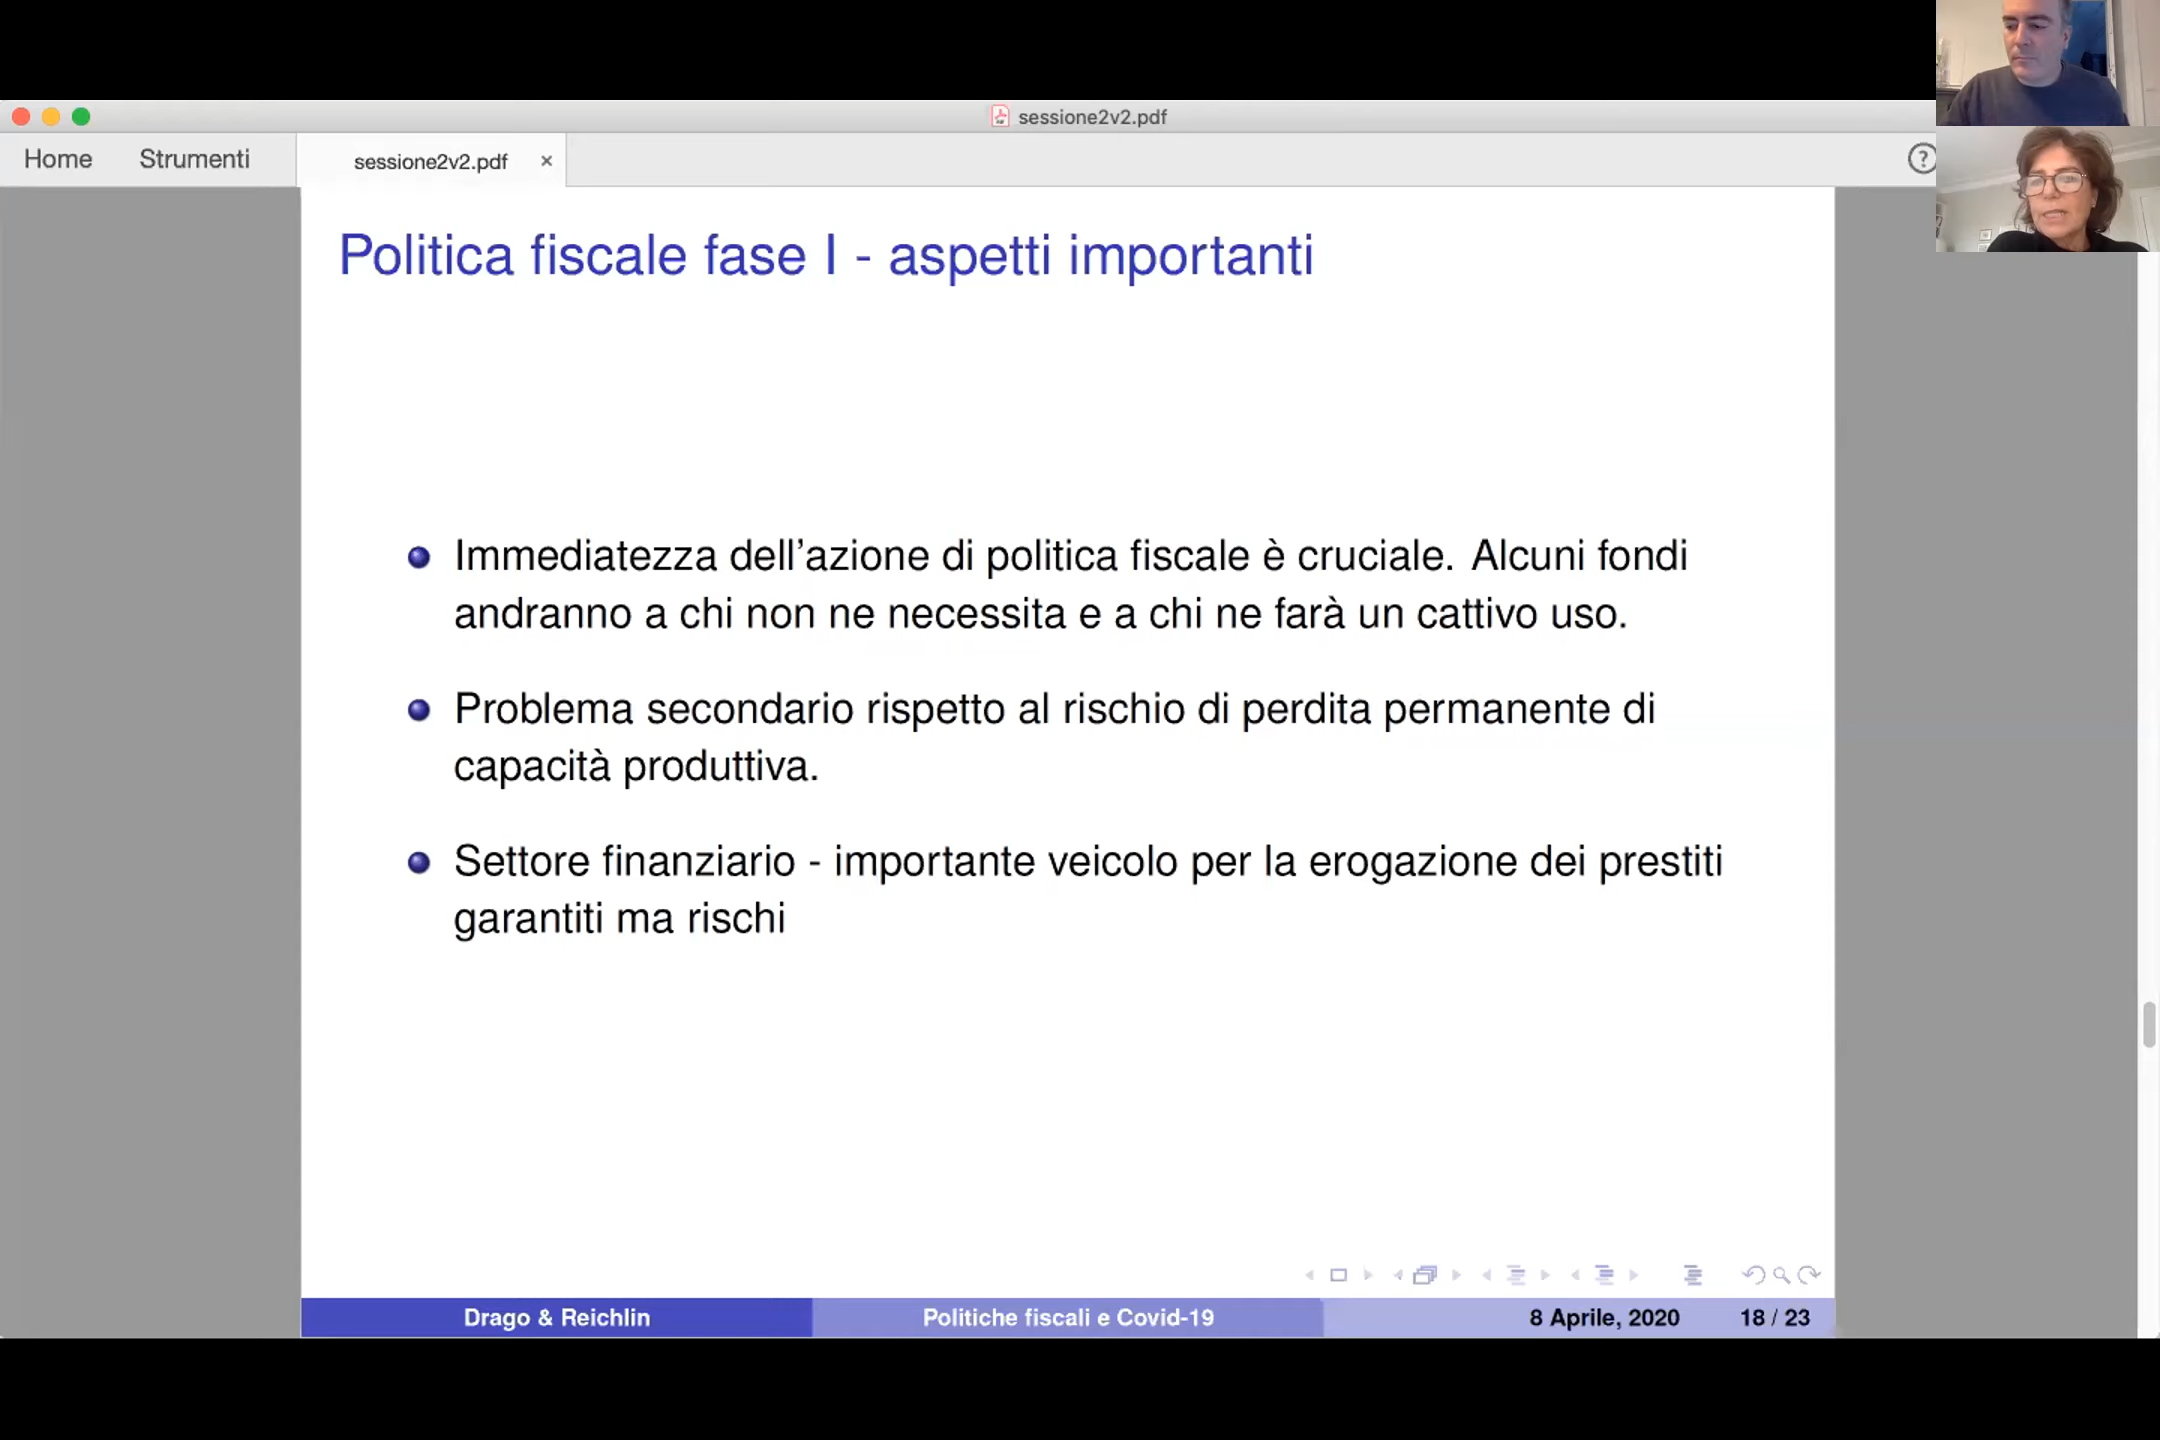 sessione2v2.pdf
Home Strumenti sessione2v2.pdf × ?
Politica fiscale fase I - aspetti importanti
Immediatezza dell'azione di politica fiscale è cruciale. Alcuni fondi
andranno a chi non ne necessita e a chi ne farà un cattivo uso.
Problema secondario rispetto al rischio di perdita permanente di
capacità produttiva.
Settore finanziario - importante veicolo per la erogazione dei prestiti
garantiti ma rischi
Drago & Reichlin Politiche fiscali e Covid-19 8 Aprile, 2020 18 / 23